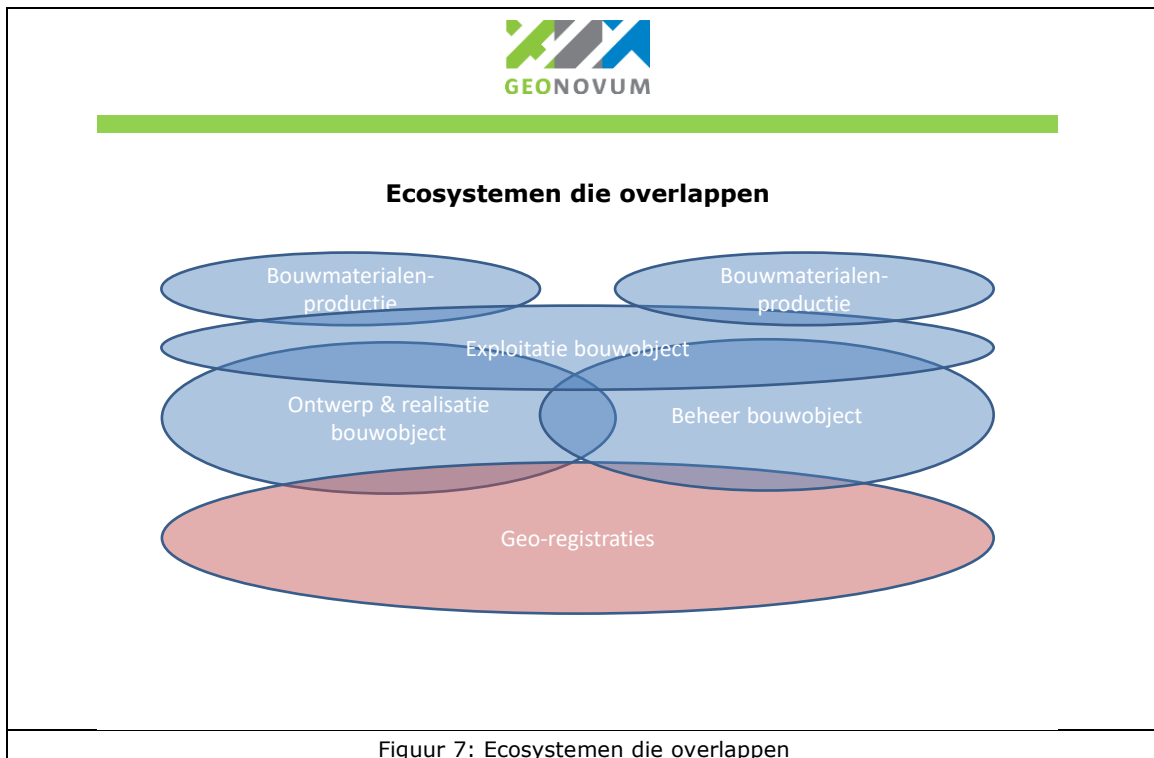 GEONOVUM
Ecosystemen die overlappen
Bouwmaterialen-
productie
Bouwmaterialen-
productie
Exploitatie bouwobject
Ontwerp & realisatie
bouwobject
Beheer bouwobject
Geo-registraties
Figuur 7: Ecosystemen die overlappen